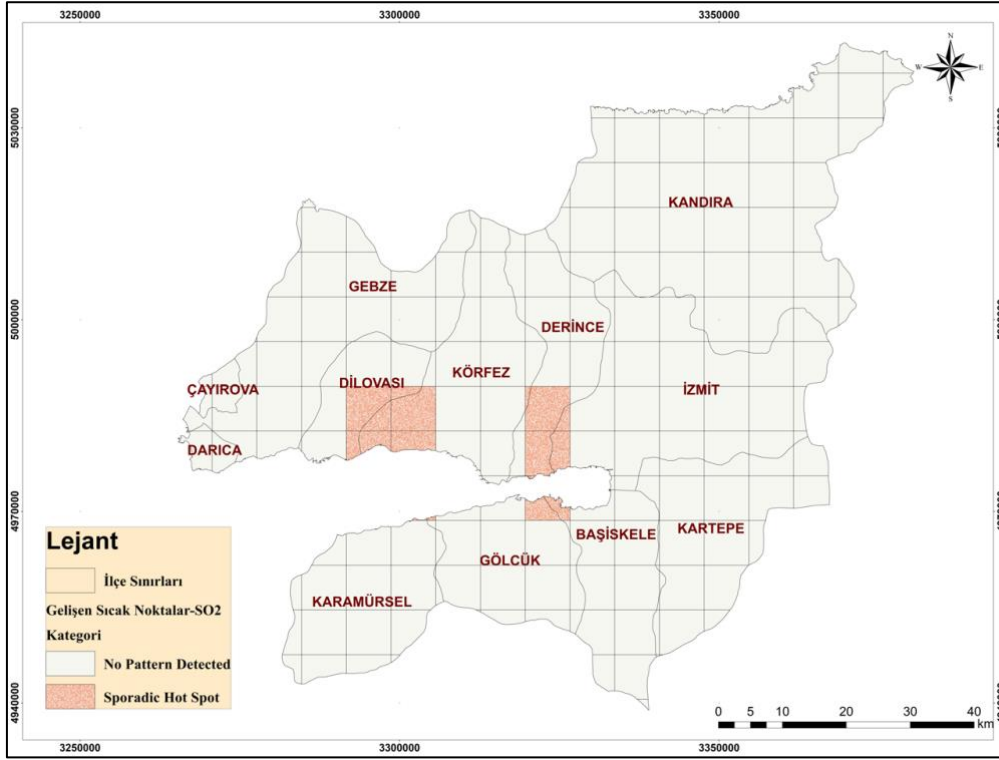 3250000 3300000 3350000
N
W E
S
5030000
KANDIRA
GEBZE
5000000
DERİNCE
KÖRFEZ
DİLOVASI
ÇAYIROVA
İZMİT
DARICA
4970000
BAŞİSKELE
KARTEPE
GÖLCÜK
KARAMÜRSEL
Lejant
İlçe Sınırları
Gelişen Sıcak Noktalar-SO2
Kategori
No Pattern Detected
Sporadic Hot Spot
4940000
0 5 10 20 30 40
km
3250000 3300000 3350000